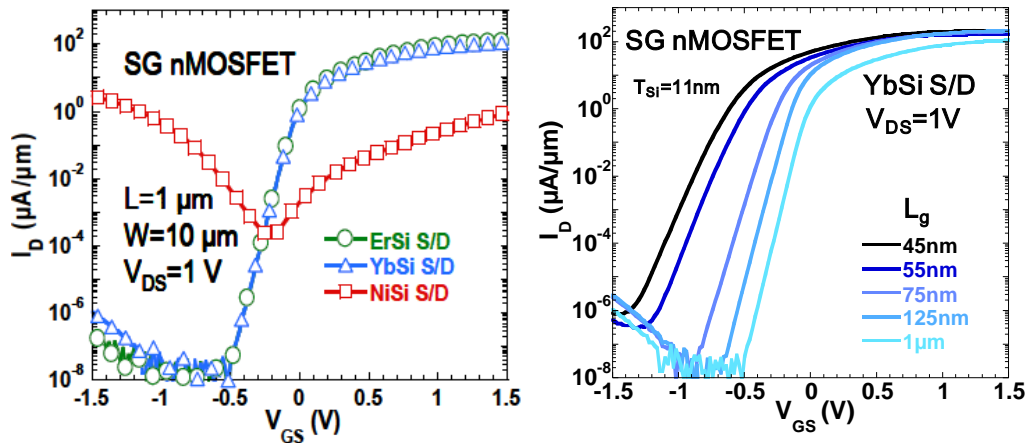 SG nMOSFET
L=1 µm
W=10 µm
V_DS=1 V
ErSi S/D
YbSi S/D
NiSi S/D
I_D (µA/µm)
10^2
10^0
10^-2
10^-4
10^-6
10^-8
-1.5 -1 -0.5 0 0.5 1 1.5
V_GS (V)
SG nMOSFET
T_Si=11nm
YbSi S/D
V_DS=1V
L_g
45nm
55nm
75nm
125nm
1µm
I_D (µA/µm)
10^2
10^0
10^-2
10^-4
10^-6
10^-8
-1.5 -1 -0.5 0 0.5 1 1.5
V_GS (V)